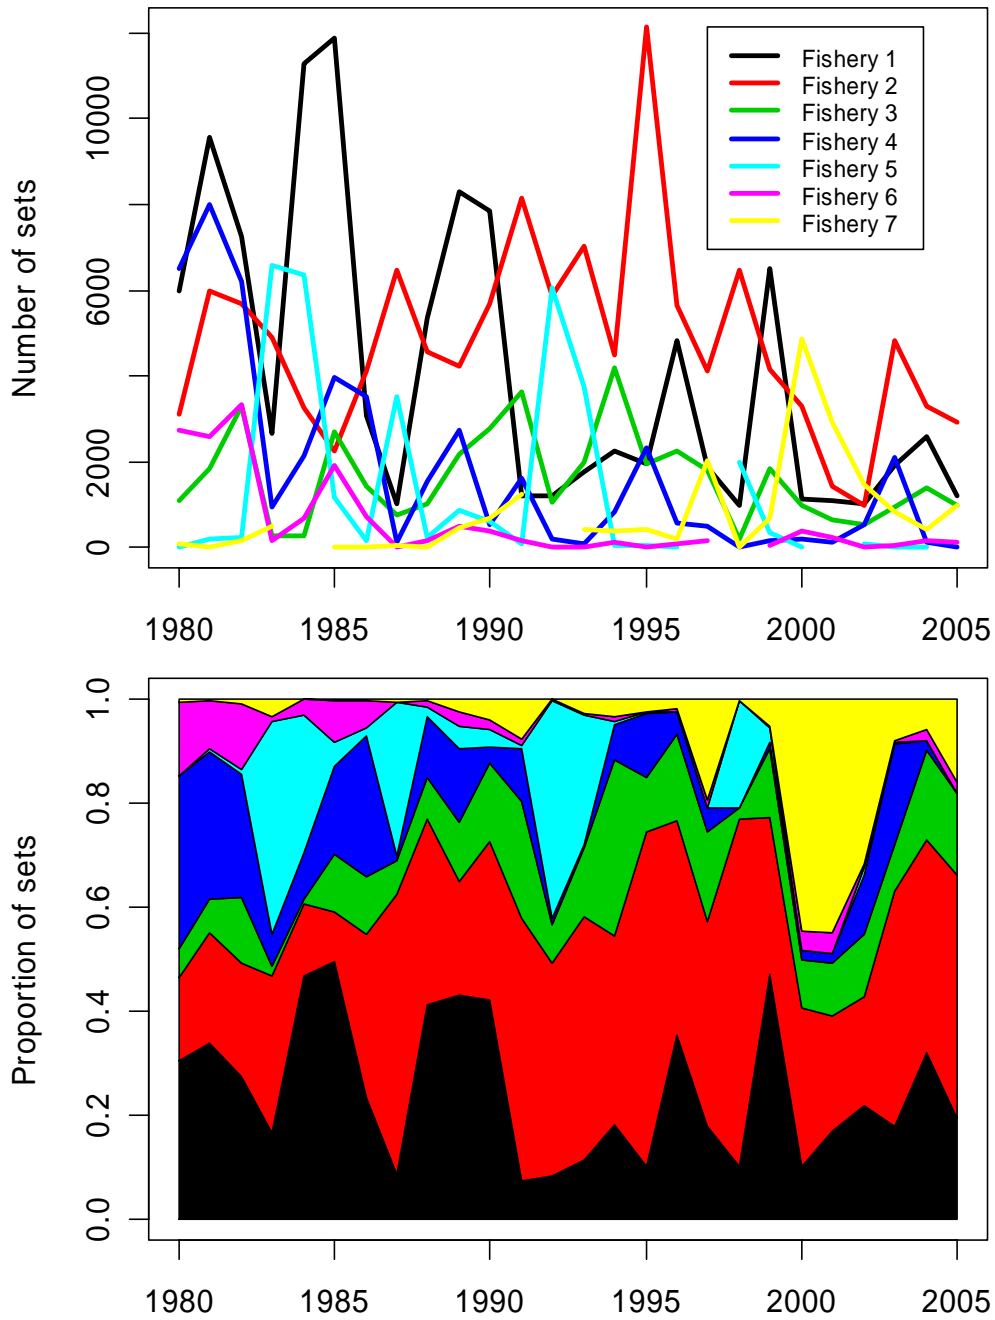 Number of sets
10000
6000
2000
0
Fishery 1
Fishery 2
Fishery 3
Fishery 4
Fishery 5
Fishery 6
Fishery 7
1980 1985 1990 1995 2000 2005
Proportion of sets
1.0
0.8
0.6
0.4
0.2
0.0
1980 1985 1990 1995 2000 2005